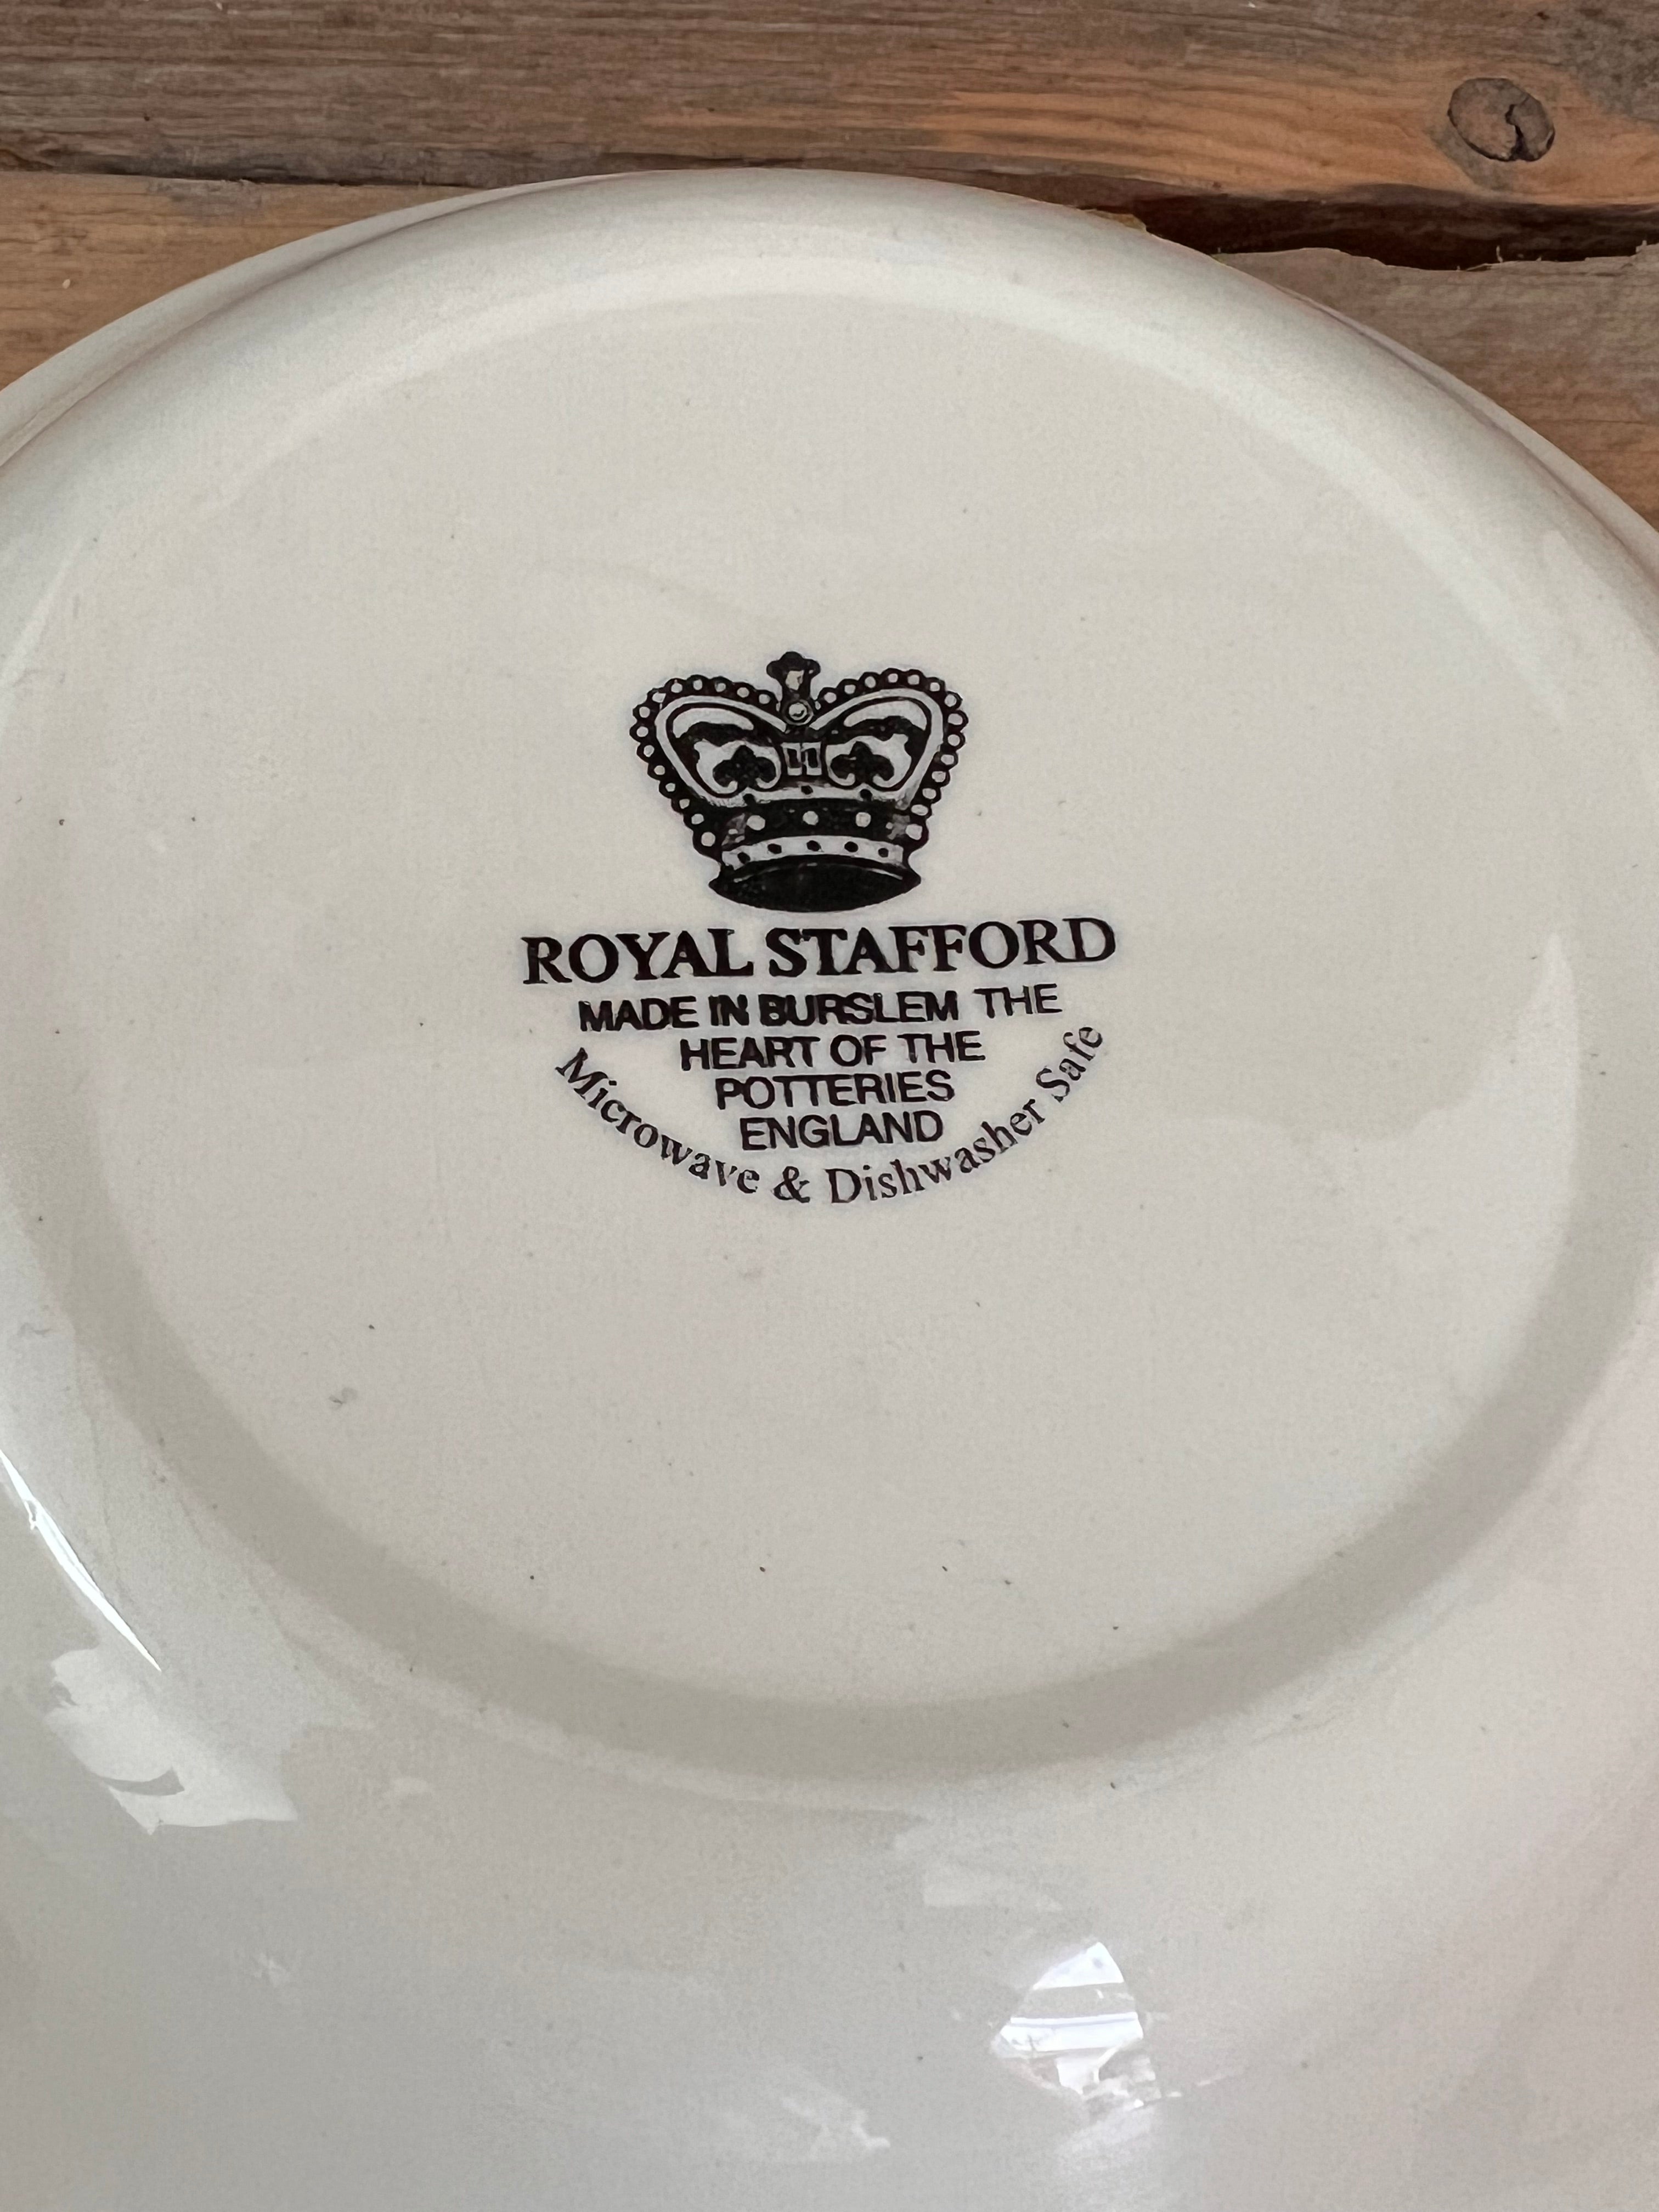 ROYAL STAFFORD
MADE IN BURSLEM THE
HEART OF THE
POTTERIES
ENGLAND
Microwave & Dishwasher Safe